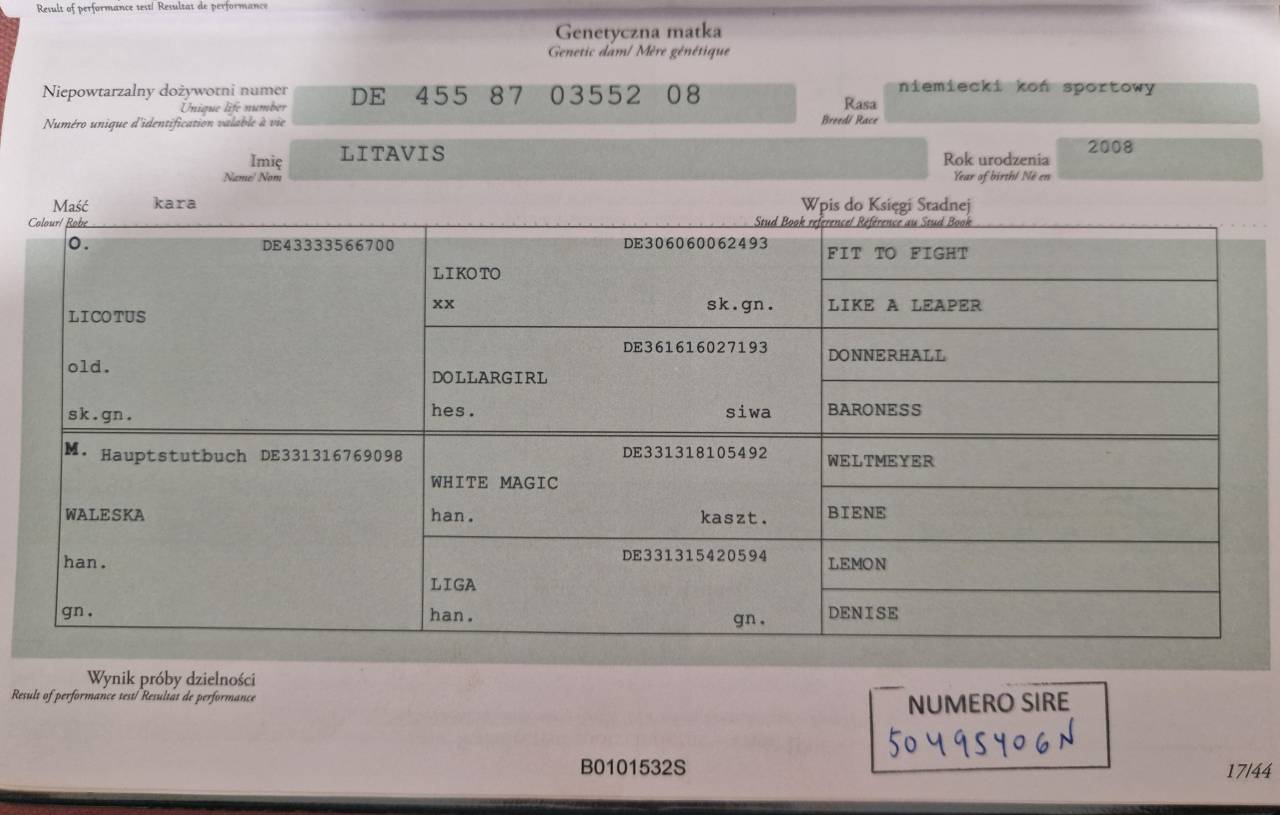 Result of performance test/ Resultat de performance
Genetyczna matka
Genetic dam/ Mère génétique
Niepowtarzalny dożywotni numer
Unique life number
Numéro unique d'identification valable à vie
DE 455 87 03552 08
Rasa
Breed/ Race
niemiecki koń sportowy
Imię
Name/ Nom
LITAVIS
Rok urodzenia
Year of birth/ Né en
2008
Maść
Colour/ Robe
kara
Wpis do Księgi Stadnej
Stud Book reference/ Référence au Stud Book
O. DE43333566700
LICOTUS
old.
sk.gn.
DE306060062493
LIKOTO
xx sk.gn.
FIT TO FIGHT
LIKE A LEAPER
DE361616027193
DOLLARGIRL
hes. siwa
DONNERHALL
BARONESS
M. Hauptstutbuch DE331316769098
WALESKA
han.
gn.
DE331318105492
WHITE MAGIC
han. kaszt.
WELTMEYER
BIENE
DE331315420594
LIGA
han. gn.
LEMON
DENISE
Wynik próby dzielności
Result of performance test/ Resultat de performance
NUMERO SIRE
50495406N
B0101532S
17/44